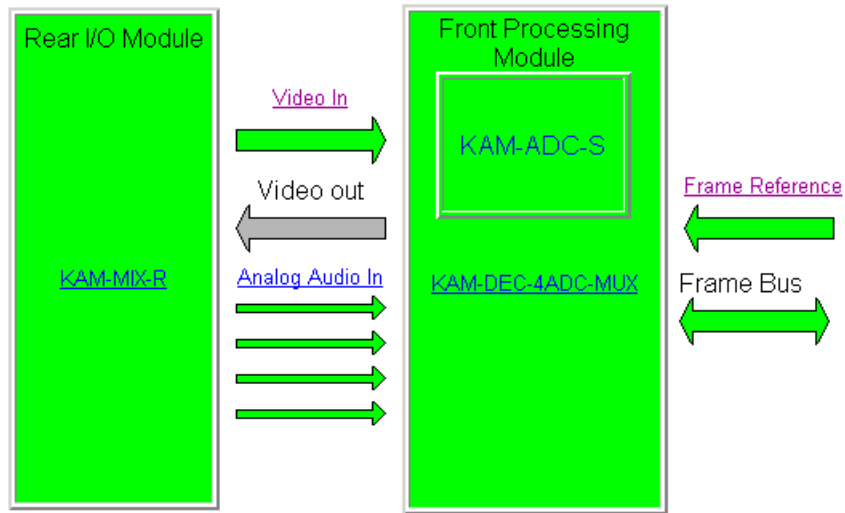 Rear I/O Module
KAM-MIX-R
Video In
Video out
Analog Audio In
Front Processing
Module
KAM-ADC-S
KAM-DEC-4ADC-MUX
Frame Reference
Frame Bus